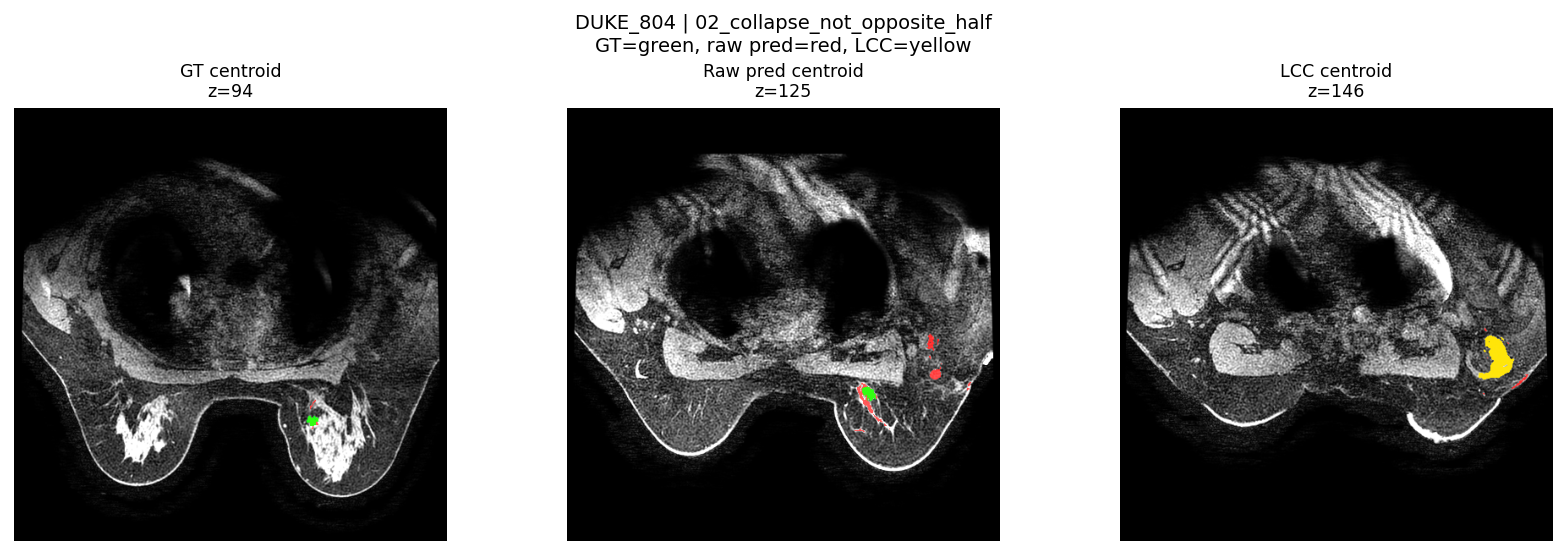 DUKE_804 | 02_collapse_not_opposite_half
GT=green, raw pred=red, LCC=yellow
GT centroid
z=94
Raw pred centroid
z=125
LCC centroid
z=146